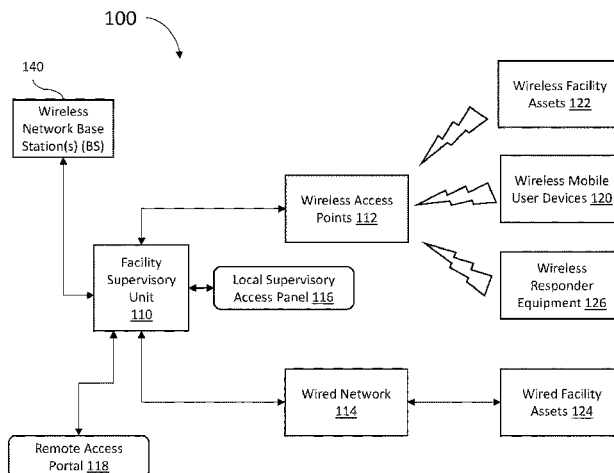 100
140
Wireless
Network Base
Station(s) (BS)
Wireless Facility
Assets 122
Wireless Access
Points 112
Wireless Mobile
User Devices 120
Facility
Supervisory
Unit
110
Local Supervisory
Access Panel 116
Wireless
Responder
Equipment 126
Wired Network
114
Wired Facility
Assets 124
Remote Access
Portal 118